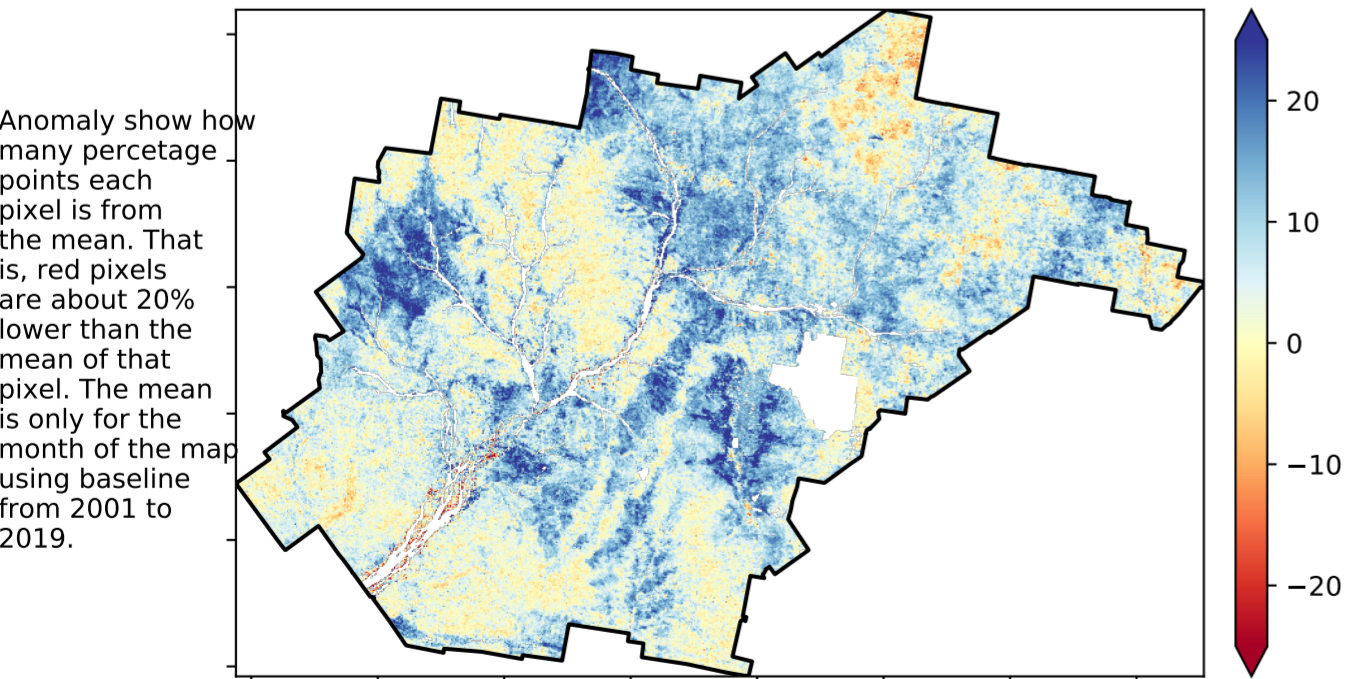 Anomaly show how
many percetage
points each
pixel is from
the mean. That
is, red pixels
are about 20%
lower than the
mean of that
pixel. The mean
is only for the
month of the map
using baseline
from 2001 to
2019.
20
10
0
−10
−20